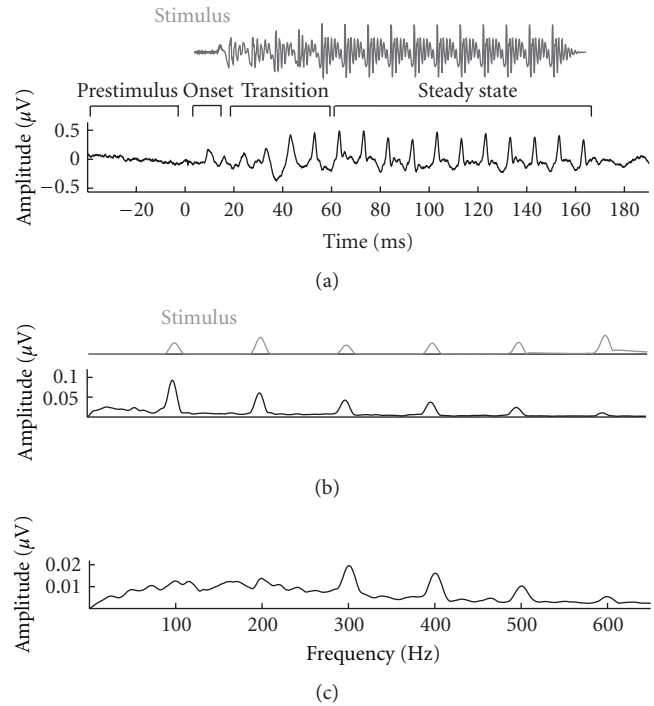 Stimulus
Prestimulus Onset Transition Steady state
Amplitude (μV)
0.5
0
−0.5
−20 0 20 40 60 80 100 120 140 160 180
Time (ms)
(a)
Stimulus
Amplitude (μV)
0.1
0.05
(b)
Amplitude (μV)
0.02
0.01
100 200 300 400 500 600
Frequency (Hz)
(c)